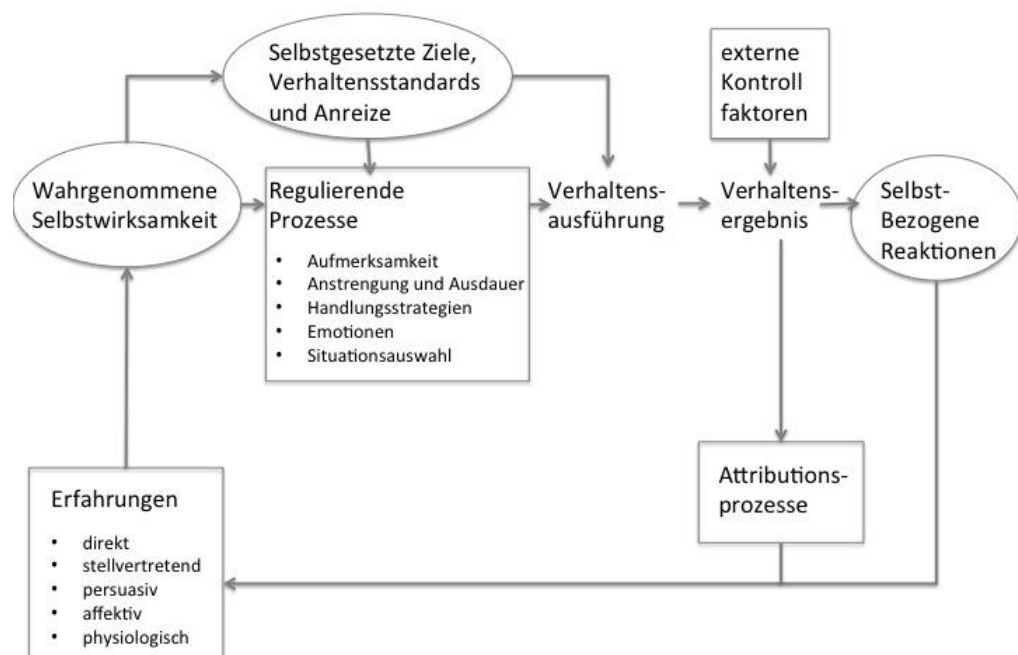 Selbstgesetzte Ziele,
Verhaltensstandards
und Anreize
externe
Kontroll
faktoren
Wahrgenommene
Selbstwirksamkeit
Regulierende
Prozesse
• Aufmerksamkeit
• Anstrengung und Ausdauer
• Handlungsstrategien
• Emotionen
• Situationsauswahl
Verhaltens-
ausführung
Verhaltens-
ergebnis
Selbst-
Bezogene
Reaktionen
Attributions-
prozesse
Erfahrungen
• direkt
• stellvertretend
• persuasiv
• affektiv
• physiologisch